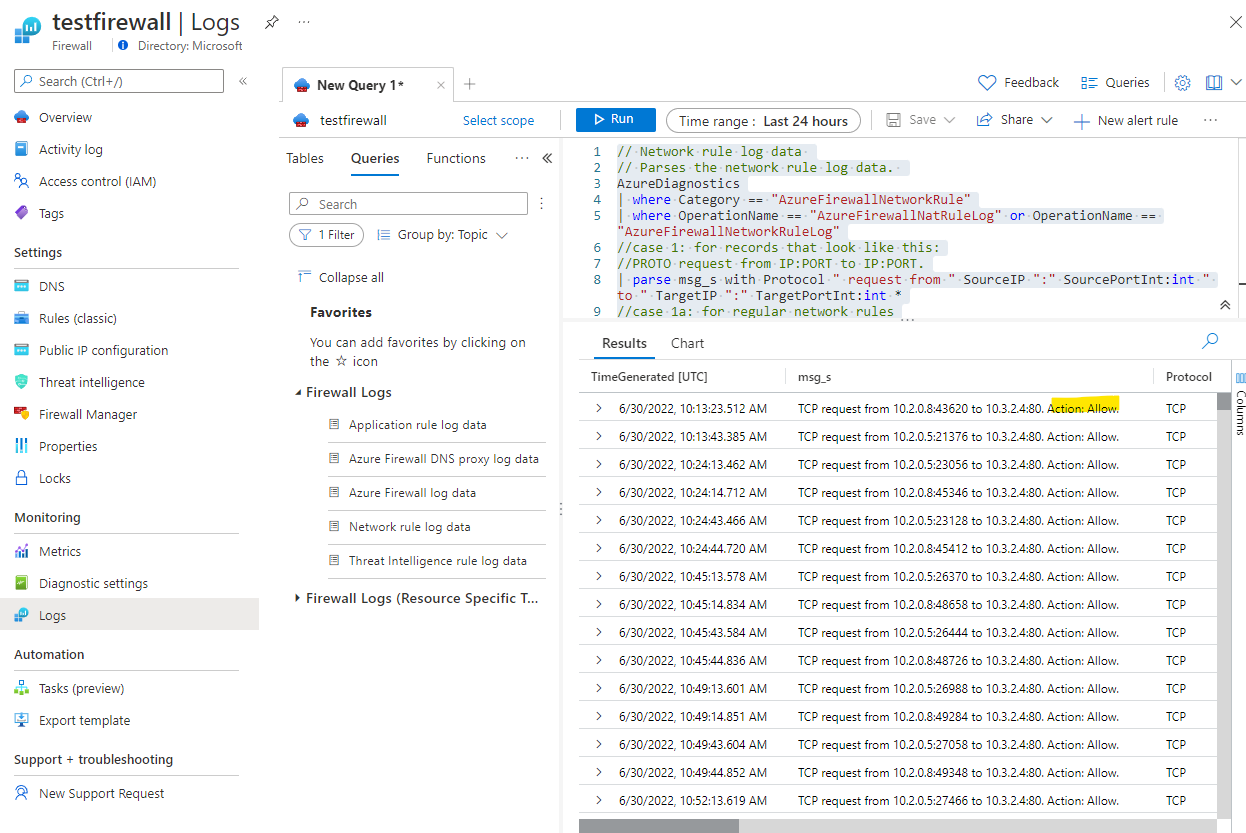 testfirewall | Logs
Firewall
Directory: Microsoft
Search (Ctrl+/)
Overview
Activity log
Access control (IAM)
Tags
Settings
DNS
Rules (classic)
Public IP configuration
Threat intelligence
Firewall Manager
Properties
Locks
Monitoring
Metrics
Diagnostic settings
Logs
Automation
Tasks (preview)
Export template
Support + troubleshooting
New Support Request
New Query 1*
Feedback
Queries
testfirewall
Select scope
Run
Time range : Last 24 hours
Save
Share
New alert rule
Tables
Queries
Functions
Search
1 Filter
Group by: Topic
Collapse all
Favorites
You can add favorites by clicking on
the ☆ icon
Firewall Logs
Application rule log data
Azure Firewall DNS proxy log data
Azure Firewall log data
Network rule log data
Threat Intelligence rule log data
Firewall Logs (Resource Specific T...
1 // Network rule log data
2 // Parses the network rule log data.
3 AzureDiagnostics
4 | where Category == "AzureFirewallNetworkRule"
5 | where OperationName == "AzureFirewallNatRuleLog" or OperationName ==
"AzureFirewallNetworkRuleLog"
6 //case 1: for records that look like this:
7 //PROTO request from IP:PORT to IP:PORT.
8 | parse msg_s with Protocol " request from " SourceIP ":" SourcePortInt:int "
to " TargetIP ":" TargetPortInt:int *
9 //case 1a: for regular network rules
Results
Chart
TimeGenerated [UTC] msg_s Protocol
6/30/2022, 10:13:23.512 AM TCP request from 10.2.0.8:43620 to 10.3.2.4:80. Action: Allow. TCP
6/30/2022, 10:13:43.385 AM TCP request from 10.2.0.5:21376 to 10.3.2.4:80. Action: Allow. TCP
6/30/2022, 10:24:13.462 AM TCP request from 10.2.0.5:23056 to 10.3.2.4:80. Action: Allow. TCP
6/30/2022, 10:24:14.712 AM TCP request from 10.2.0.8:45346 to 10.3.2.4:80. Action: Allow. TCP
6/30/2022, 10:24:43.466 AM TCP request from 10.2.0.5:23128 to 10.3.2.4:80. Action: Allow. TCP
6/30/2022, 10:24:44.720 AM TCP request from 10.2.0.8:45412 to 10.3.2.4:80. Action: Allow. TCP
6/30/2022, 10:45:13.578 AM TCP request from 10.2.0.5:26370 to 10.3.2.4:80. Action: Allow. TCP
6/30/2022, 10:45:14.834 AM TCP request from 10.2.0.8:48658 to 10.3.2.4:80. Action: Allow. TCP
6/30/2022, 10:45:43.584 AM TCP request from 10.2.0.5:26444 to 10.3.2.4:80. Action: Allow. TCP
6/30/2022, 10:45:44.836 AM TCP request from 10.2.0.8:48726 to 10.3.2.4:80. Action: Allow. TCP
6/30/2022, 10:49:13.601 AM TCP request from 10.2.0.5:26988 to 10.3.2.4:80. Action: Allow. TCP
6/30/2022, 10:49:14.851 AM TCP request from 10.2.0.8:49284 to 10.3.2.4:80. Action: Allow. TCP
6/30/2022, 10:49:43.604 AM TCP request from 10.2.0.5:27058 to 10.3.2.4:80. Action: Allow. TCP
6/30/2022, 10:49:44.852 AM TCP request from 10.2.0.8:49348 to 10.3.2.4:80. Action: Allow. TCP
6/30/2022, 10:52:13.619 AM TCP request from 10.2.0.5:27466 to 10.3.2.4:80. Action: Allow. TCP
Columns